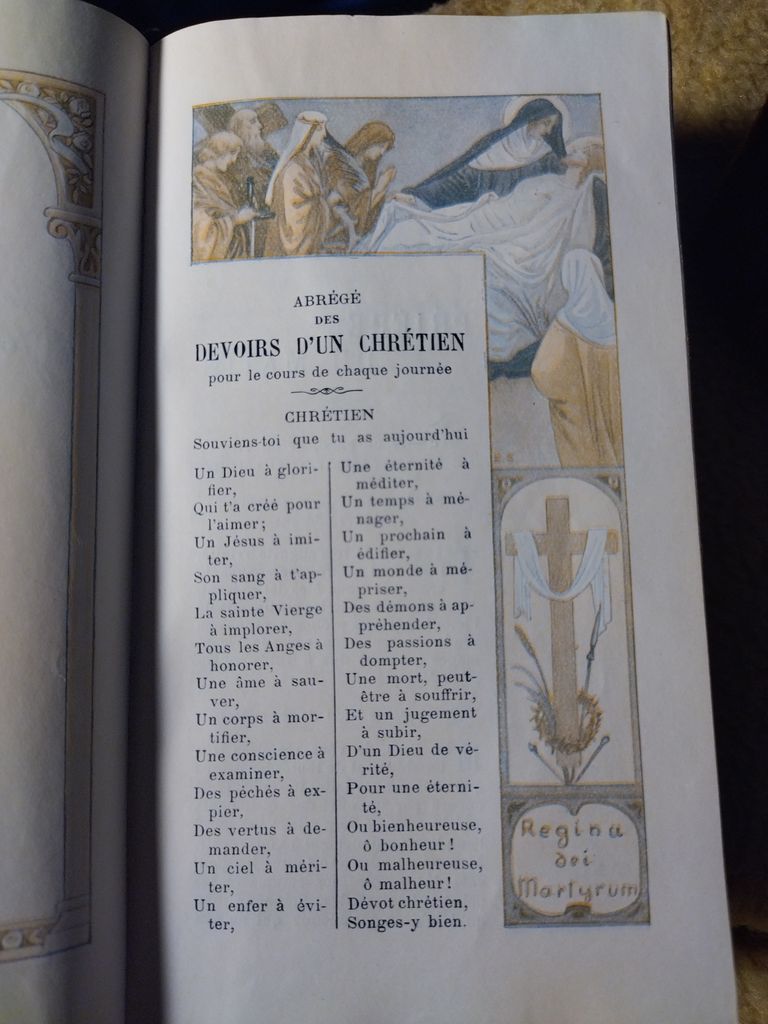 ABRÉGÉ
DES
DEVOIRS D'UN CHRÉTIEN
pour le cours de chaque journée
CHRÉTIEN
Souviens-toi que tu as aujourd'hui
Un Dieu à glori-
fier,
Qui t'a créé pour
l'aimer;
Un Jésus à imi-
ter,
Son sang à t'ap-
pliquer,
La sainte Vierge
à implorer,
Tous les Anges à
honorer,
Une âme à sau-
ver,
Un corps à mor-
tifier,
Une conscience à
examiner,
Des péchés à ex-
pier,
Des vertus à de-
mander,
Un ciel à méri-
ter,
Un enfer à évi-
ter,
Une éternité à
méditer,
Un temps à mé-
nager,
Un prochain à
édifier,
Un monde à mé-
priser,
Des démons à ap-
préhender,
Des passions à
dompter,
Une mort, peut-
être à souffrir,
Et un jugement
à subir,
D'un Dieu de vé-
rité,
Pour une éterni-
té,
Ou bienheureuse,
ô bonheur !
Ou malheureuse,
ô malheur !
Dévot chrétien,
Songes-y bien.
Regina
dei
Martyrum